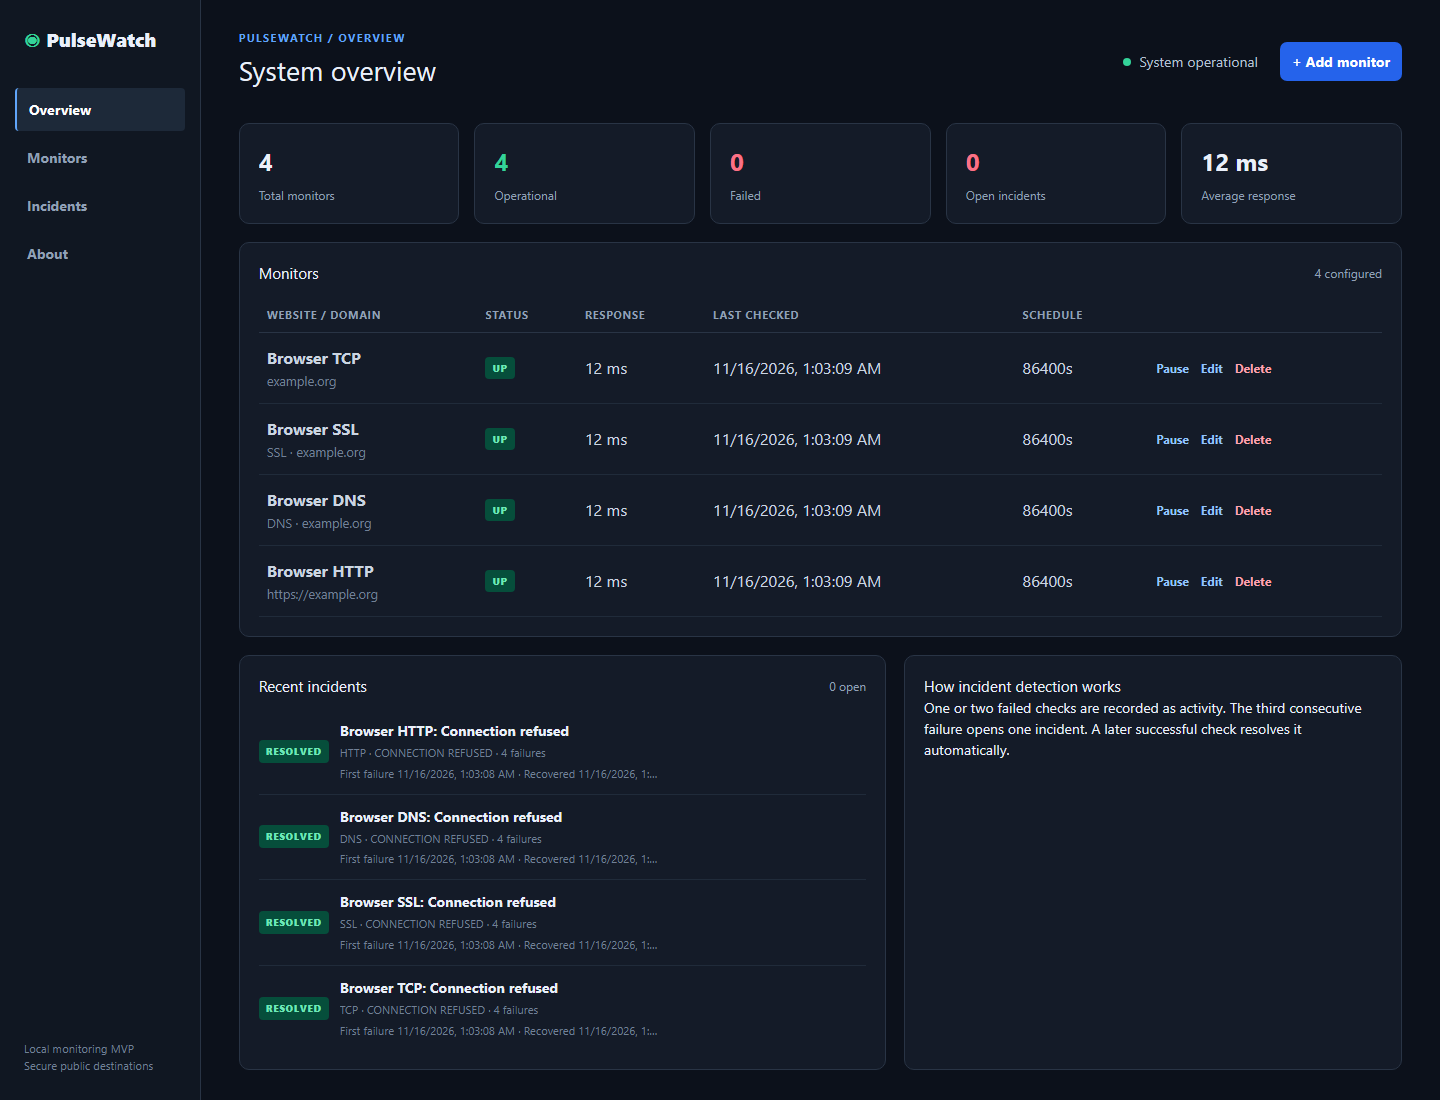 PulseWatch
Overview
Monitors
Incidents
About
Local monitoring MVP
Secure public destinations
PULSEWATCH / OVERVIEW
System overview
System operational
+ Add monitor
4
Total monitors
4
Operational
0
Failed
0
Open incidents
12 ms
Average response
Monitors
4 configured
WEBSITE / DOMAIN STATUS RESPONSE LAST CHECKED SCHEDULE
Browser TCP
example.org
UP 12 ms 11/16/2026, 1:03:09 AM 86400s Pause Edit Delete
Browser SSL
SSL · example.org
UP 12 ms 11/16/2026, 1:03:09 AM 86400s Pause Edit Delete
Browser DNS
DNS · example.org
UP 12 ms 11/16/2026, 1:03:09 AM 86400s Pause Edit Delete
Browser HTTP
https://example.org
UP 12 ms 11/16/2026, 1:03:09 AM 86400s Pause Edit Delete
Recent incidents
0 open
RESOLVED
Browser HTTP: Connection refused
HTTP · CONNECTION REFUSED · 4 failures
First failure 11/16/2026, 1:03:08 AM · Recovered 11/16/2026, 1:...
RESOLVED
Browser DNS: Connection refused
DNS · CONNECTION REFUSED · 4 failures
First failure 11/16/2026, 1:03:08 AM · Recovered 11/16/2026, 1:...
RESOLVED
Browser SSL: Connection refused
SSL · CONNECTION REFUSED · 4 failures
First failure 11/16/2026, 1:03:08 AM · Recovered 11/16/2026, 1:...
RESOLVED
Browser TCP: Connection refused
TCP · CONNECTION REFUSED · 4 failures
First failure 11/16/2026, 1:03:08 AM · Recovered 11/16/2026, 1:...
How incident detection works
One or two failed checks are recorded as activity. The third consecutive
failure opens one incident. A later successful check resolves it
automatically.